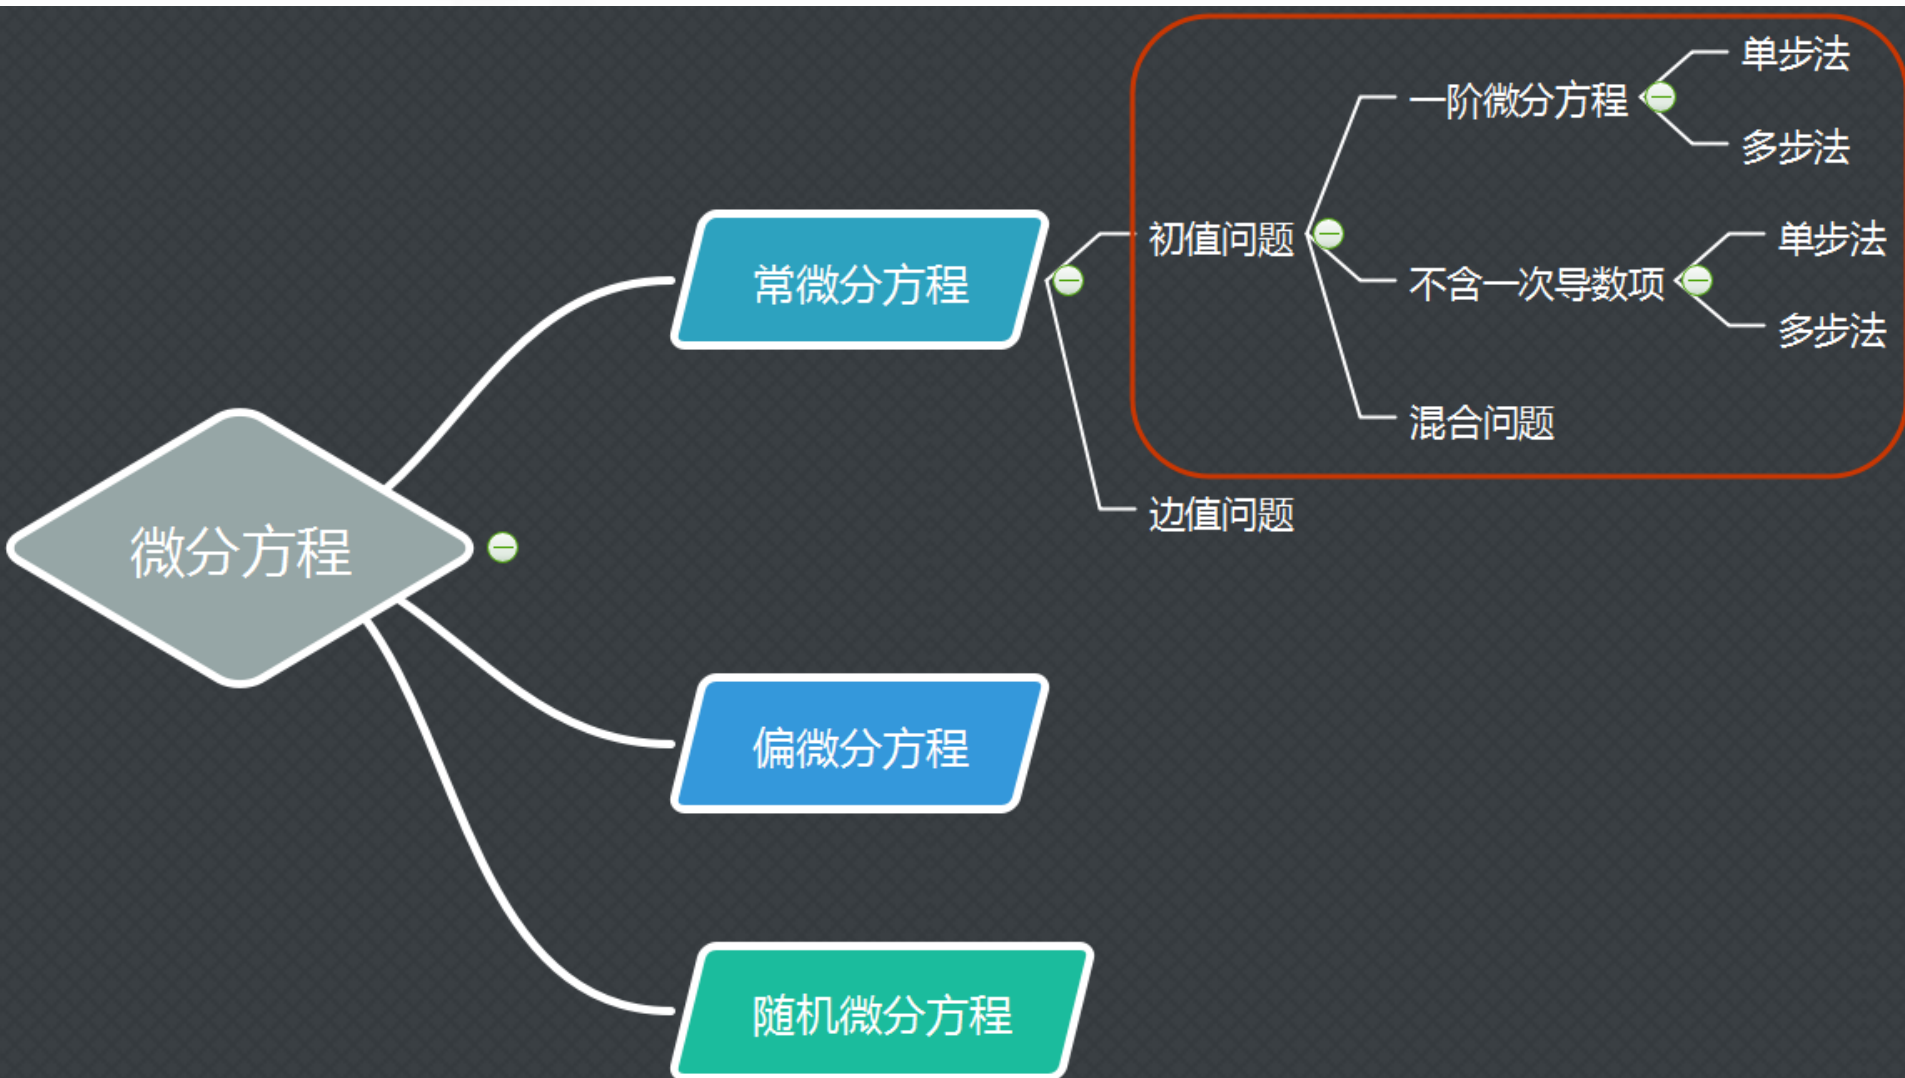 单步法
一阶微分方程
多步法
初值问题
单步法
常微分方程
不含一次导数项
多步法
混合问题
边值问题
微分方程
偏微分方程
随机微分方程